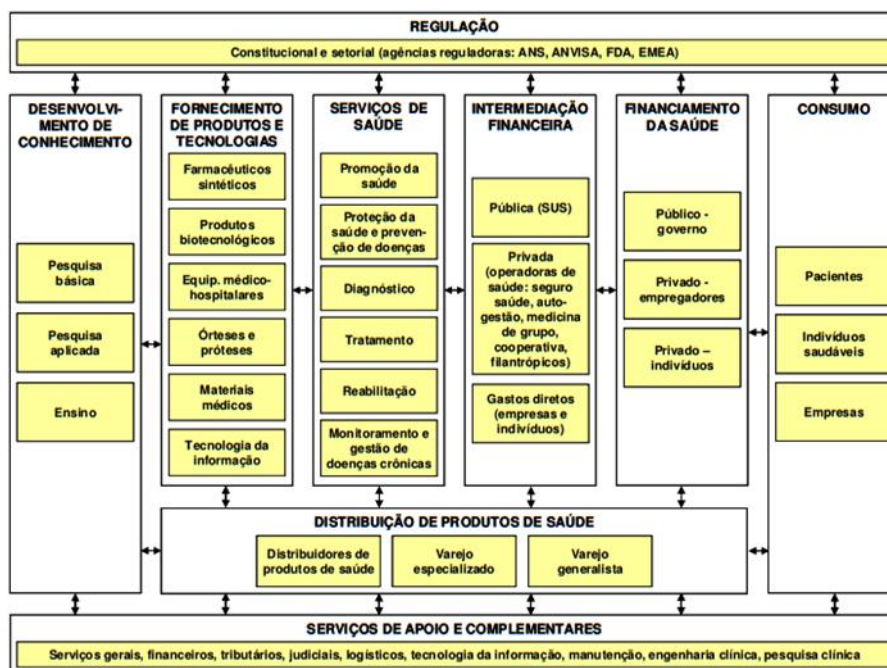 REGULAÇÃO
Constitucional e setorial (agências reguladoras: ANS, ANVISA, FDA, EMEA)
DESENVOLVI-
MENTO DE
CONHECIMENTO
Pesquisa
básica
Pesquisa
aplicada
Ensino
FORNECIMENTO
DE PRODUTOS E
TECNOLOGIAS
Farmacêuticos
sintéticos
Produtos
biotecnológicos
Equip. médico-
hospitalares
Órteses e
próteses
Materiais
médicos
Tecnologia da
informação
SERVIÇOS DE
SAÚDE
Promoção da
saúde
Proteção da
saúde e preven-
ção de doenças
Diagnóstico
Tratamento
Reabilitação
Monitoramento e
gestão de
doenças crônicas
INTERMEDIAÇÃO
FINANCEIRA
Pública (SUS)
Privada
(operadoras de
saúde: seguro
saúde, auto-
gestão, medicina
de grupo,
cooperativa,
filantrópicos)
Gastos diretos
(empresas e
indivíduos)
FINANCIAMENTO
DA SAÚDE
Público -
governo
Privado -
empregadores
Privado –
indivíduos
CONSUMO
Pacientes
Indivíduos
saudáveis
Empresas
DISTRIBUIÇÃO DE PRODUTOS DE SAÚDE
Distribuidores de
produtos de saúde
Varejo
especializado
Varejo
generalista
SERVIÇOS DE APOIO E COMPLEMENTARES
Serviços gerais, financeiros, tributários, judiciais, logísticos, tecnologia da informação, manutenção, engenharia clínica, pesquisa clínica